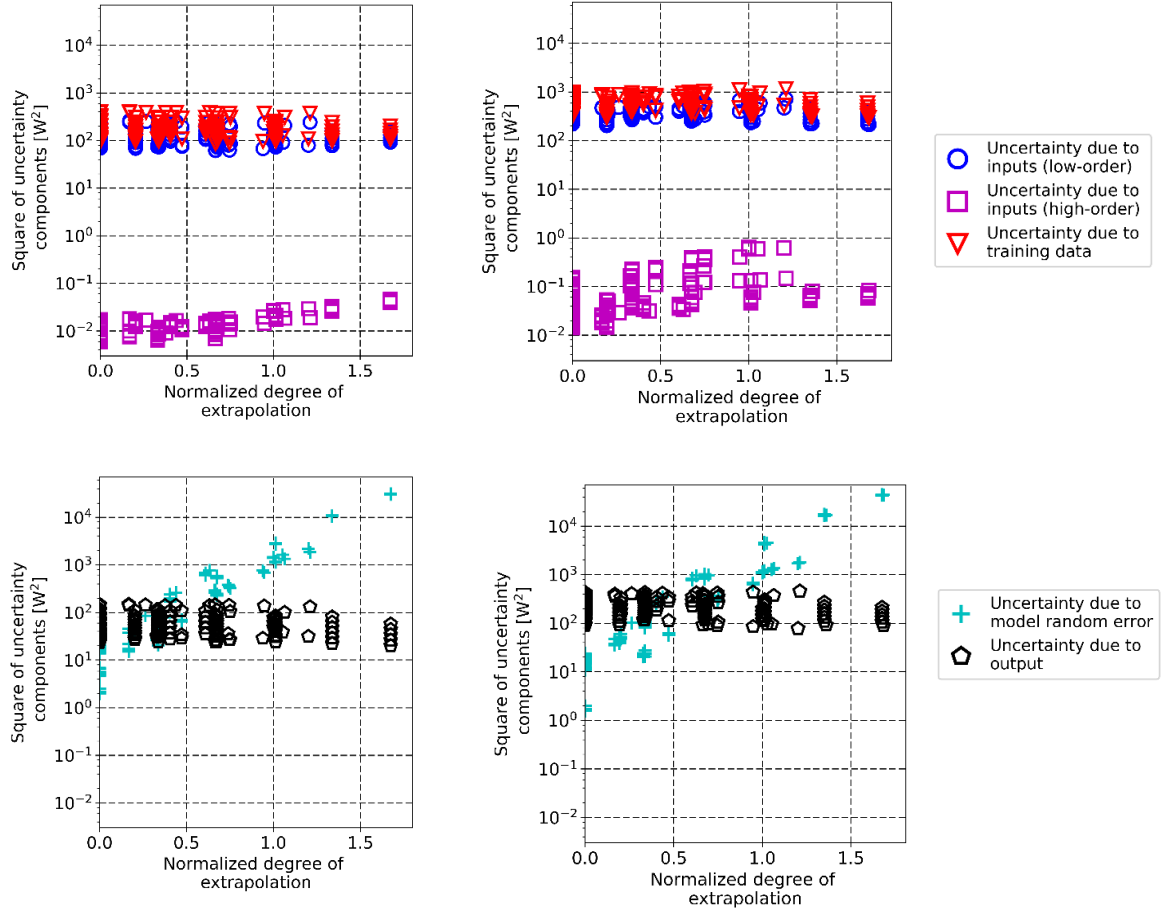 Square of uncertainty
components [W²]
10⁴
10³
10²
10¹
10⁰
10⁻¹
10⁻²
0.0
0.5
1.0
1.5
Normalized degree of
extrapolation
Square of uncertainty
components [W²]
10⁴
10³
10²
10¹
10⁰
10⁻¹
10⁻²
0.0
0.5
1.0
1.5
Normalized degree of
extrapolation
Uncertainty due to
inputs (low-order)
Uncertainty due to
inputs (high-order)
Uncertainty due to
training data
Square of uncertainty
components [W²]
10⁴
10³
10²
10¹
10⁰
10⁻¹
10⁻²
0.0
0.5
1.0
1.5
Normalized degree of
extrapolation
Square of uncertainty
components [W²]
10⁴
10³
10²
10¹
10⁰
10⁻¹
10⁻²
0.0
0.5
1.0
1.5
Normalized degree of
extrapolation
Uncertainty due to
model random error
Uncertainty due to
output